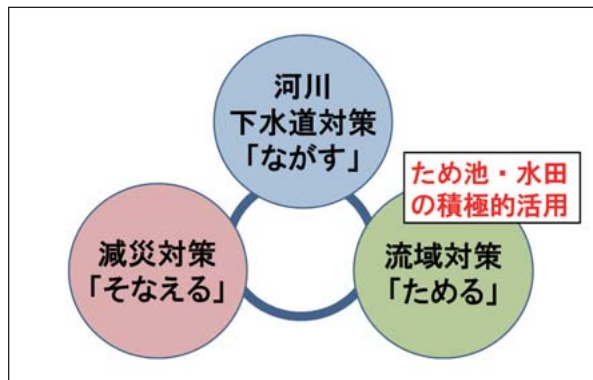 河川
下水道対策
「ながす」
ため池・水田
の積極的活用
減災対策
「そなえる」
流域対策
「ためる」